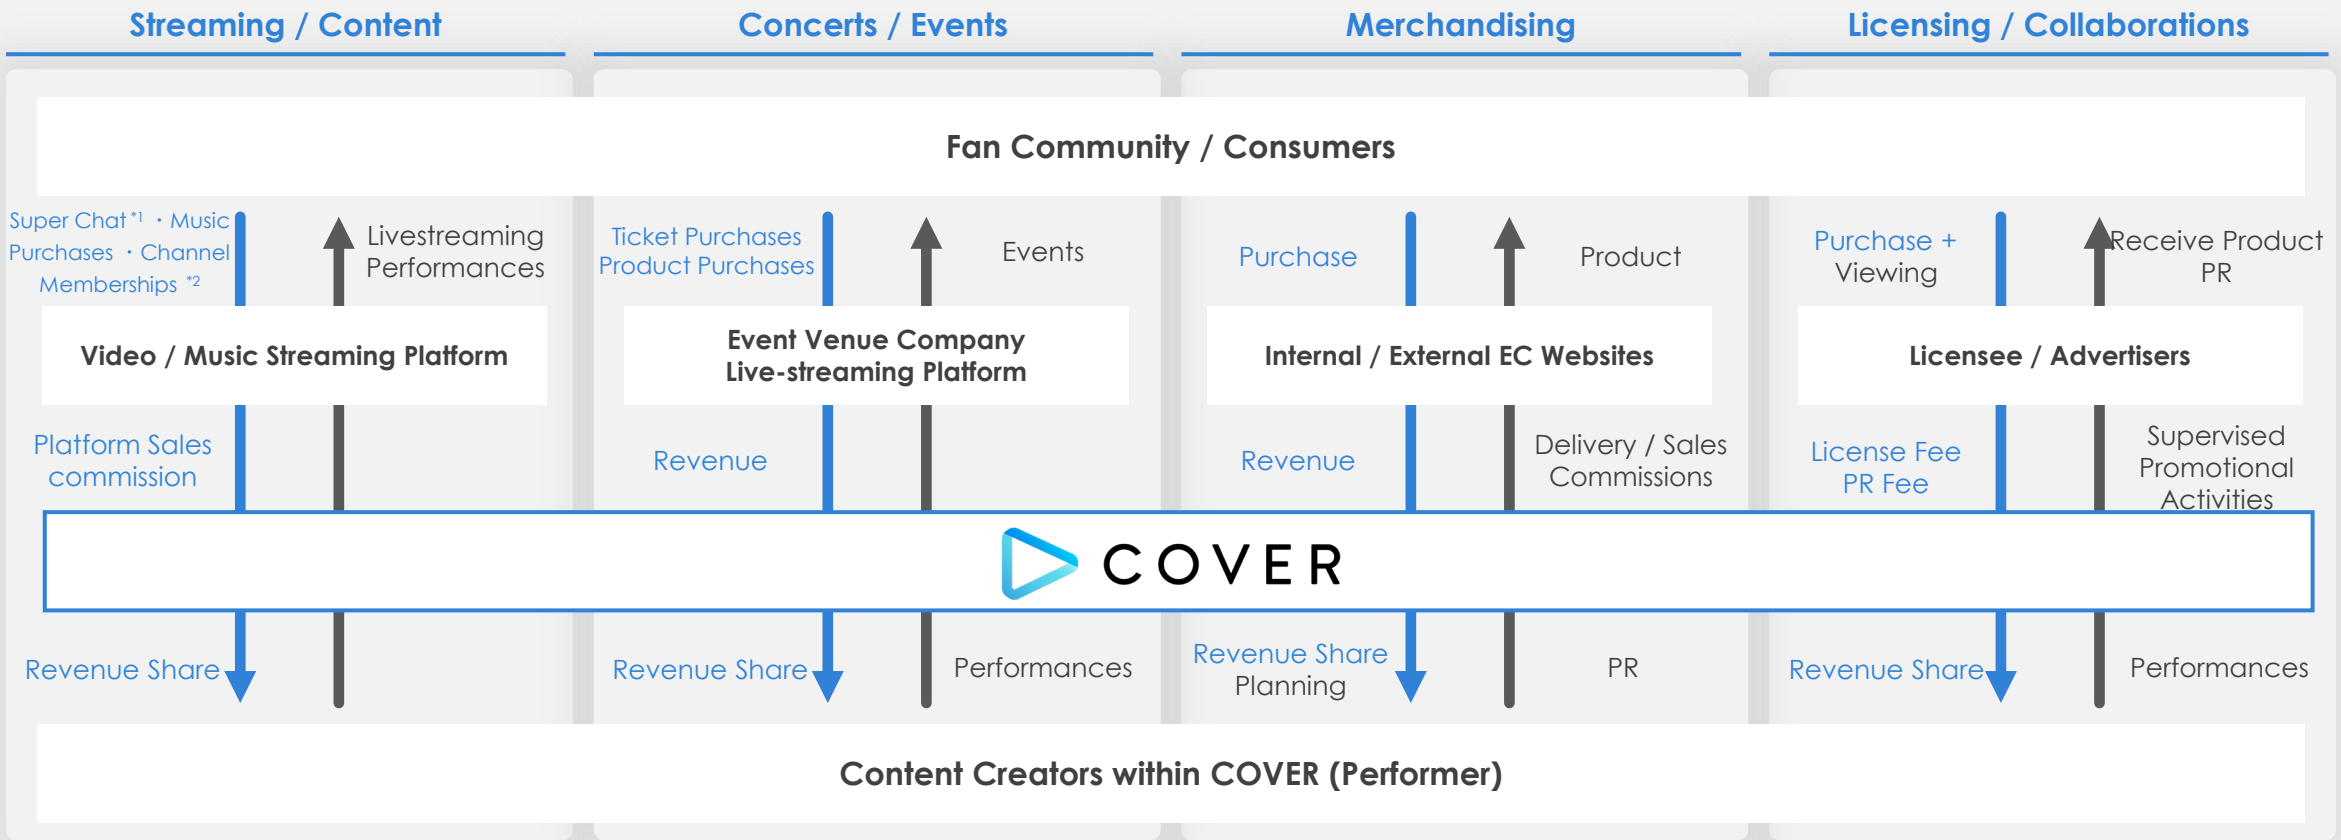 Streaming / Content
Concerts / Events
Merchandising
Licensing / Collaborations
Fan Community / Consumers
Super Chat *1 ・Music
Purchases ・Channel
Memberships *2
Livestreaming
Performances
Ticket Purchases
Product Purchases
Events
Purchase
Product
Purchase +
Viewing
Receive Product
PR
Video / Music Streaming Platform
Event Venue Company
Live-streaming Platform
Internal / External EC Websites
Licensee / Advertisers
Platform Sales
commission
Revenue
Revenue
Delivery / Sales
Commissions
License Fee
PR Fee
Supervised
Promotional
Activities
COVER
Revenue Share
Revenue Share
Performances
Revenue Share
Planning
PR
Revenue Share
Performances
Content Creators within COVER (Performer)